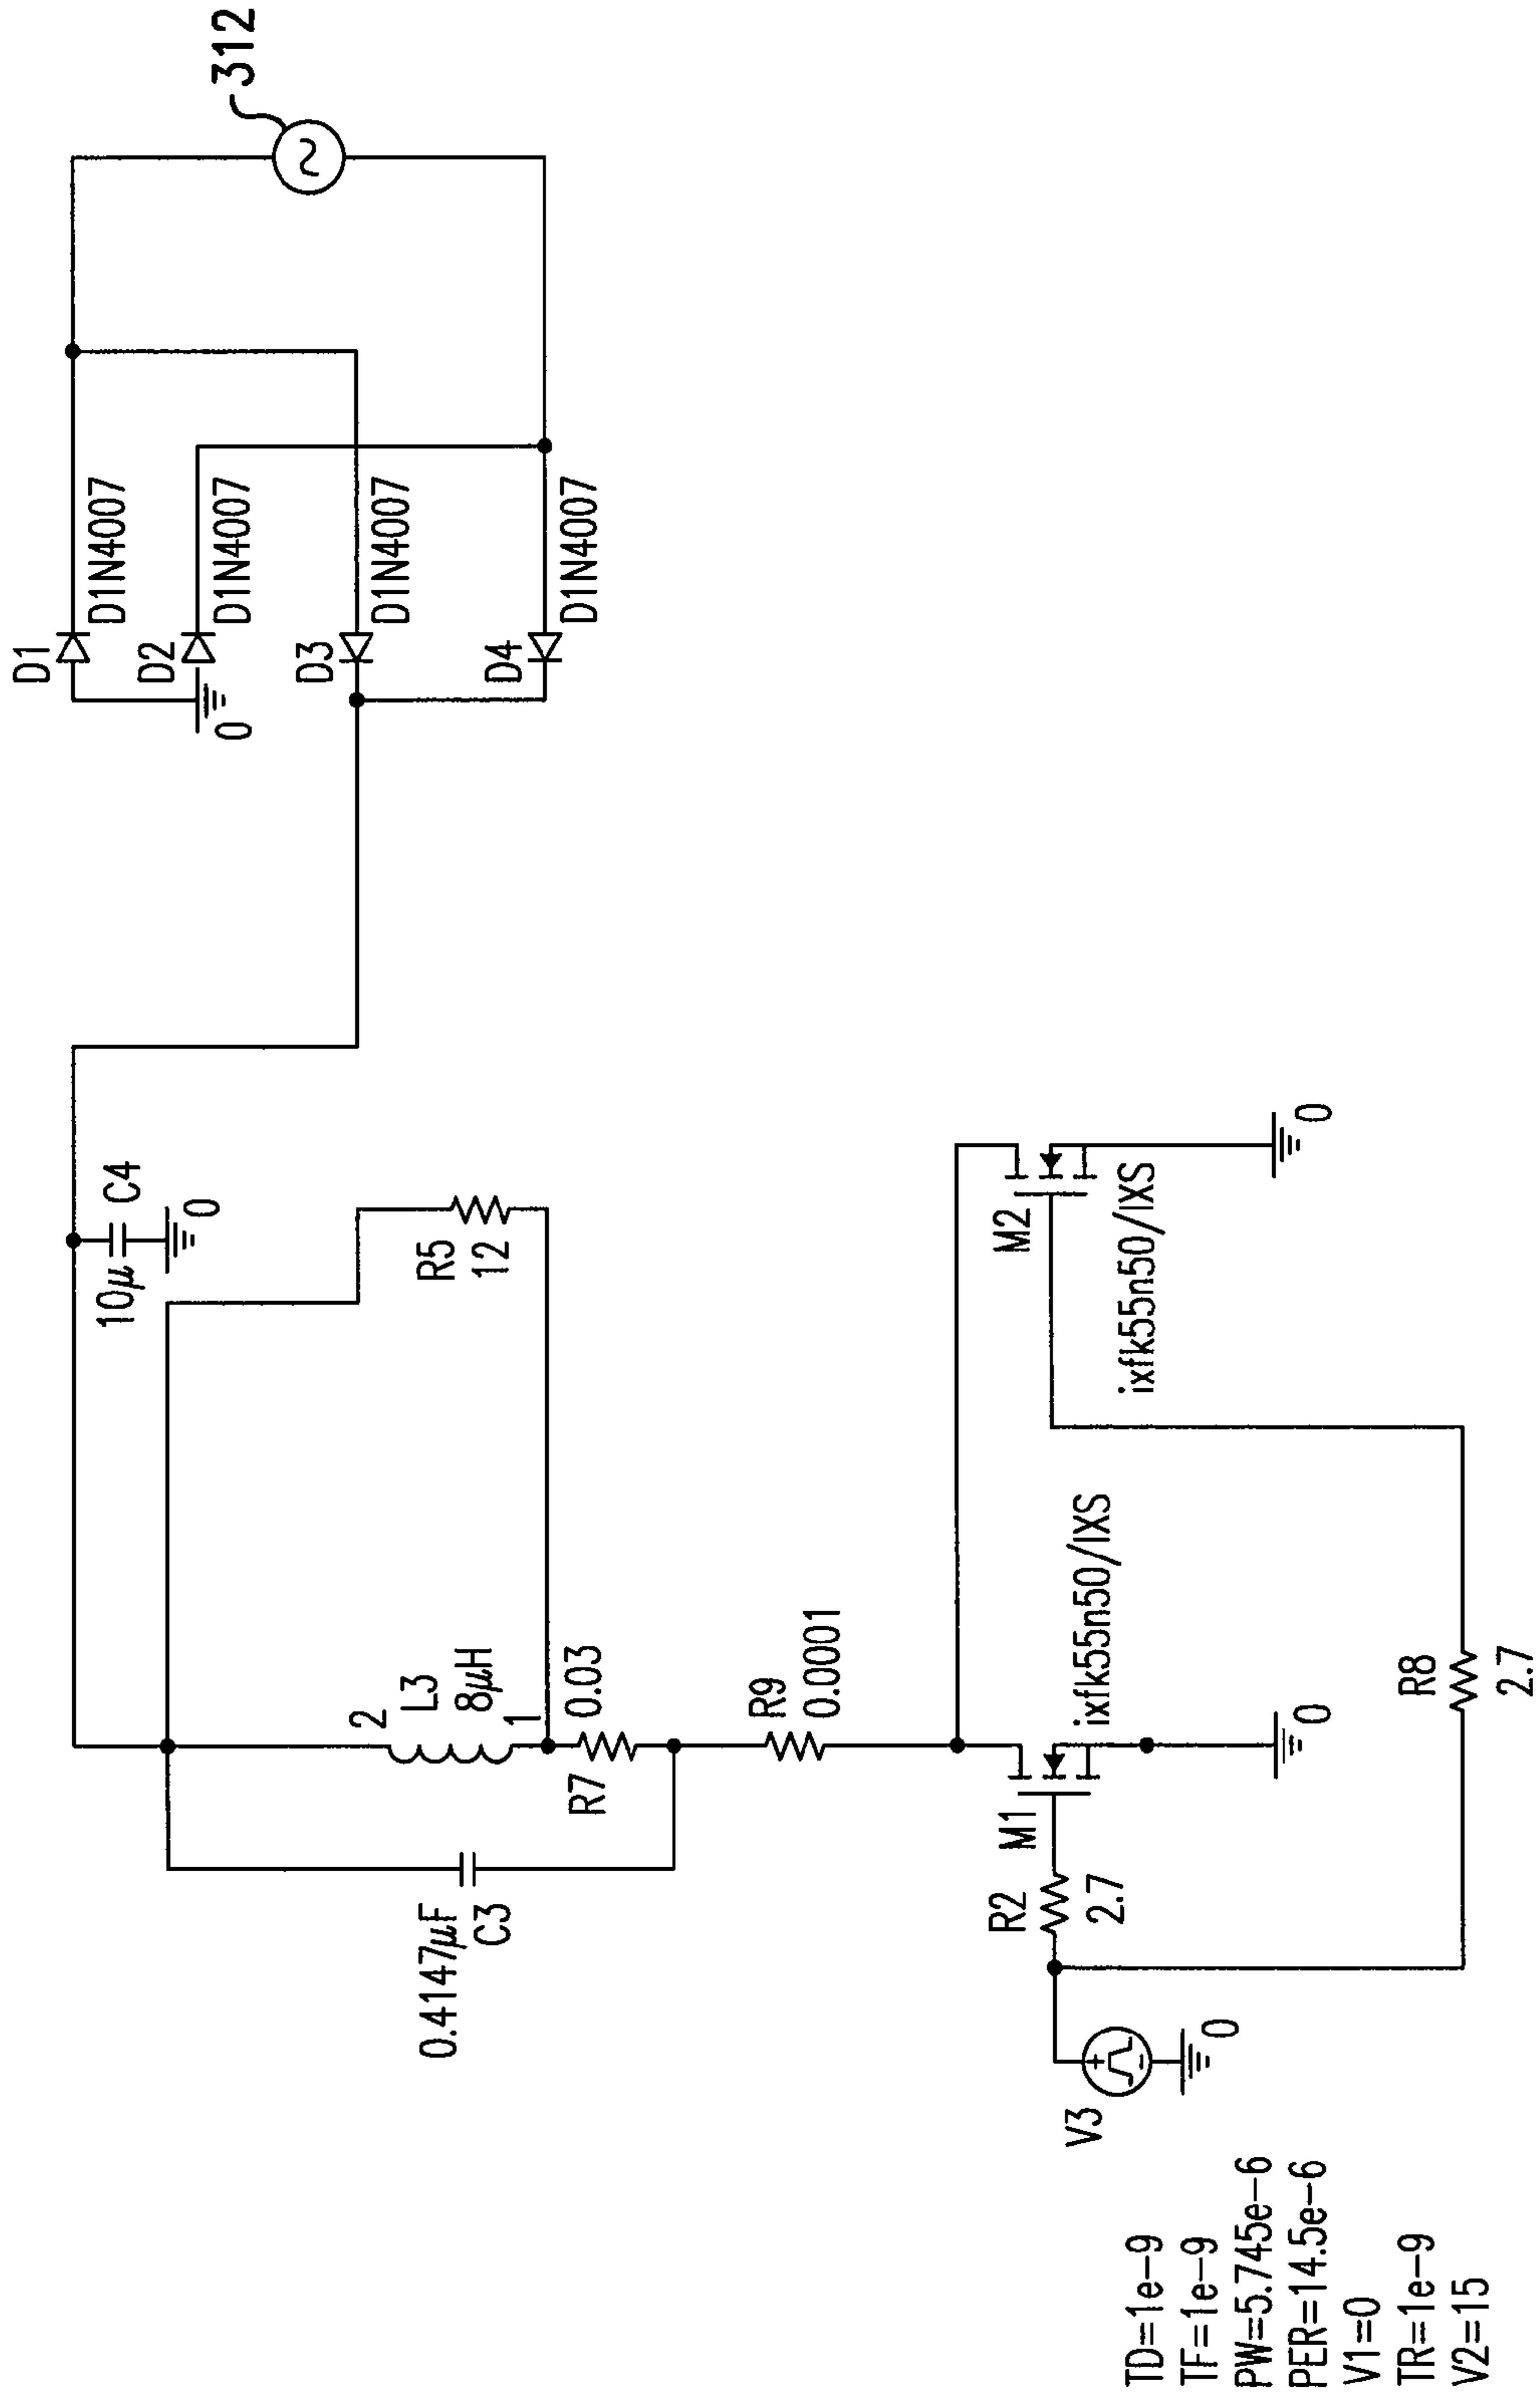 312
D1
D1N4007
D2
D1N4007
0
D3
D1N4007
D4
D1N4007
C4
10μ
0
R5
12
2
L3
8μH
1
R7
0.03
0.4147μF
C3
R9
0.0001
M2
ixfk55n50/IXS
0
M1
ixfk55n50/IXS
0
R2
2.7
R8
2.7
V3
+
-
0
TD=1e-9
TF=1e-9
PW=5.745e-6
PER=14.5e-6
V1=0
TR=1e-9
V2=15